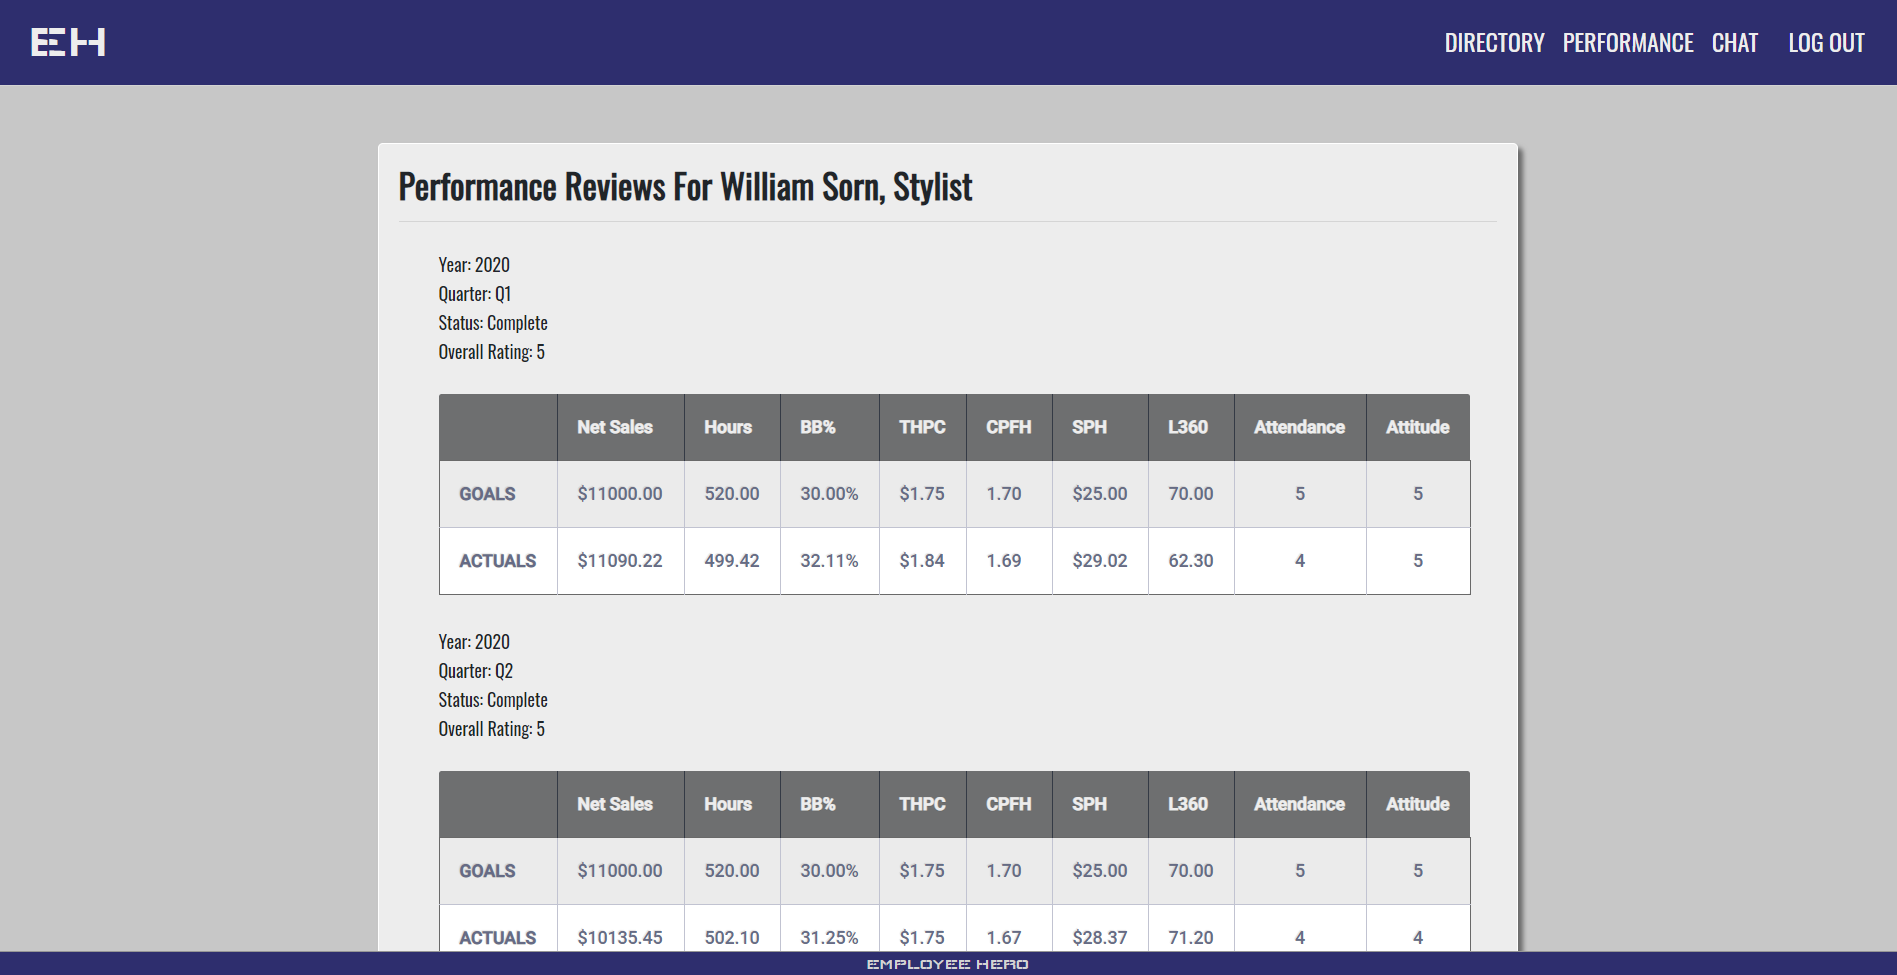 EEH DIRECTORY PERFORMANCE CHAT LOG OUT
Performance Reviews For William Sorn, Stylist
Year: 2020
Quarter: Q1
Status: Complete
Overall Rating: 5
Net Sales Hours BB% THPC CPFH SPH L360 Attendance Attitude
GOALS $11000.00 520.00 30.00% $1.75 1.70 $25.00 70.00 5 5
ACTUALS $11090.22 499.42 32.11% $1.84 1.69 $29.02 62.30 4 5
Year: 2020
Quarter: Q2
Status: Complete
Overall Rating: 5
Net Sales Hours BB% THPC CPFH SPH L360 Attendance Attitude
GOALS $11000.00 520.00 30.00% $1.75 1.70 $25.00 70.00 5 5
ACTUALS $10135.45 502.10 31.25% $1.75 1.67 $28.37 71.20 4 4
EMPLOYEE HERO